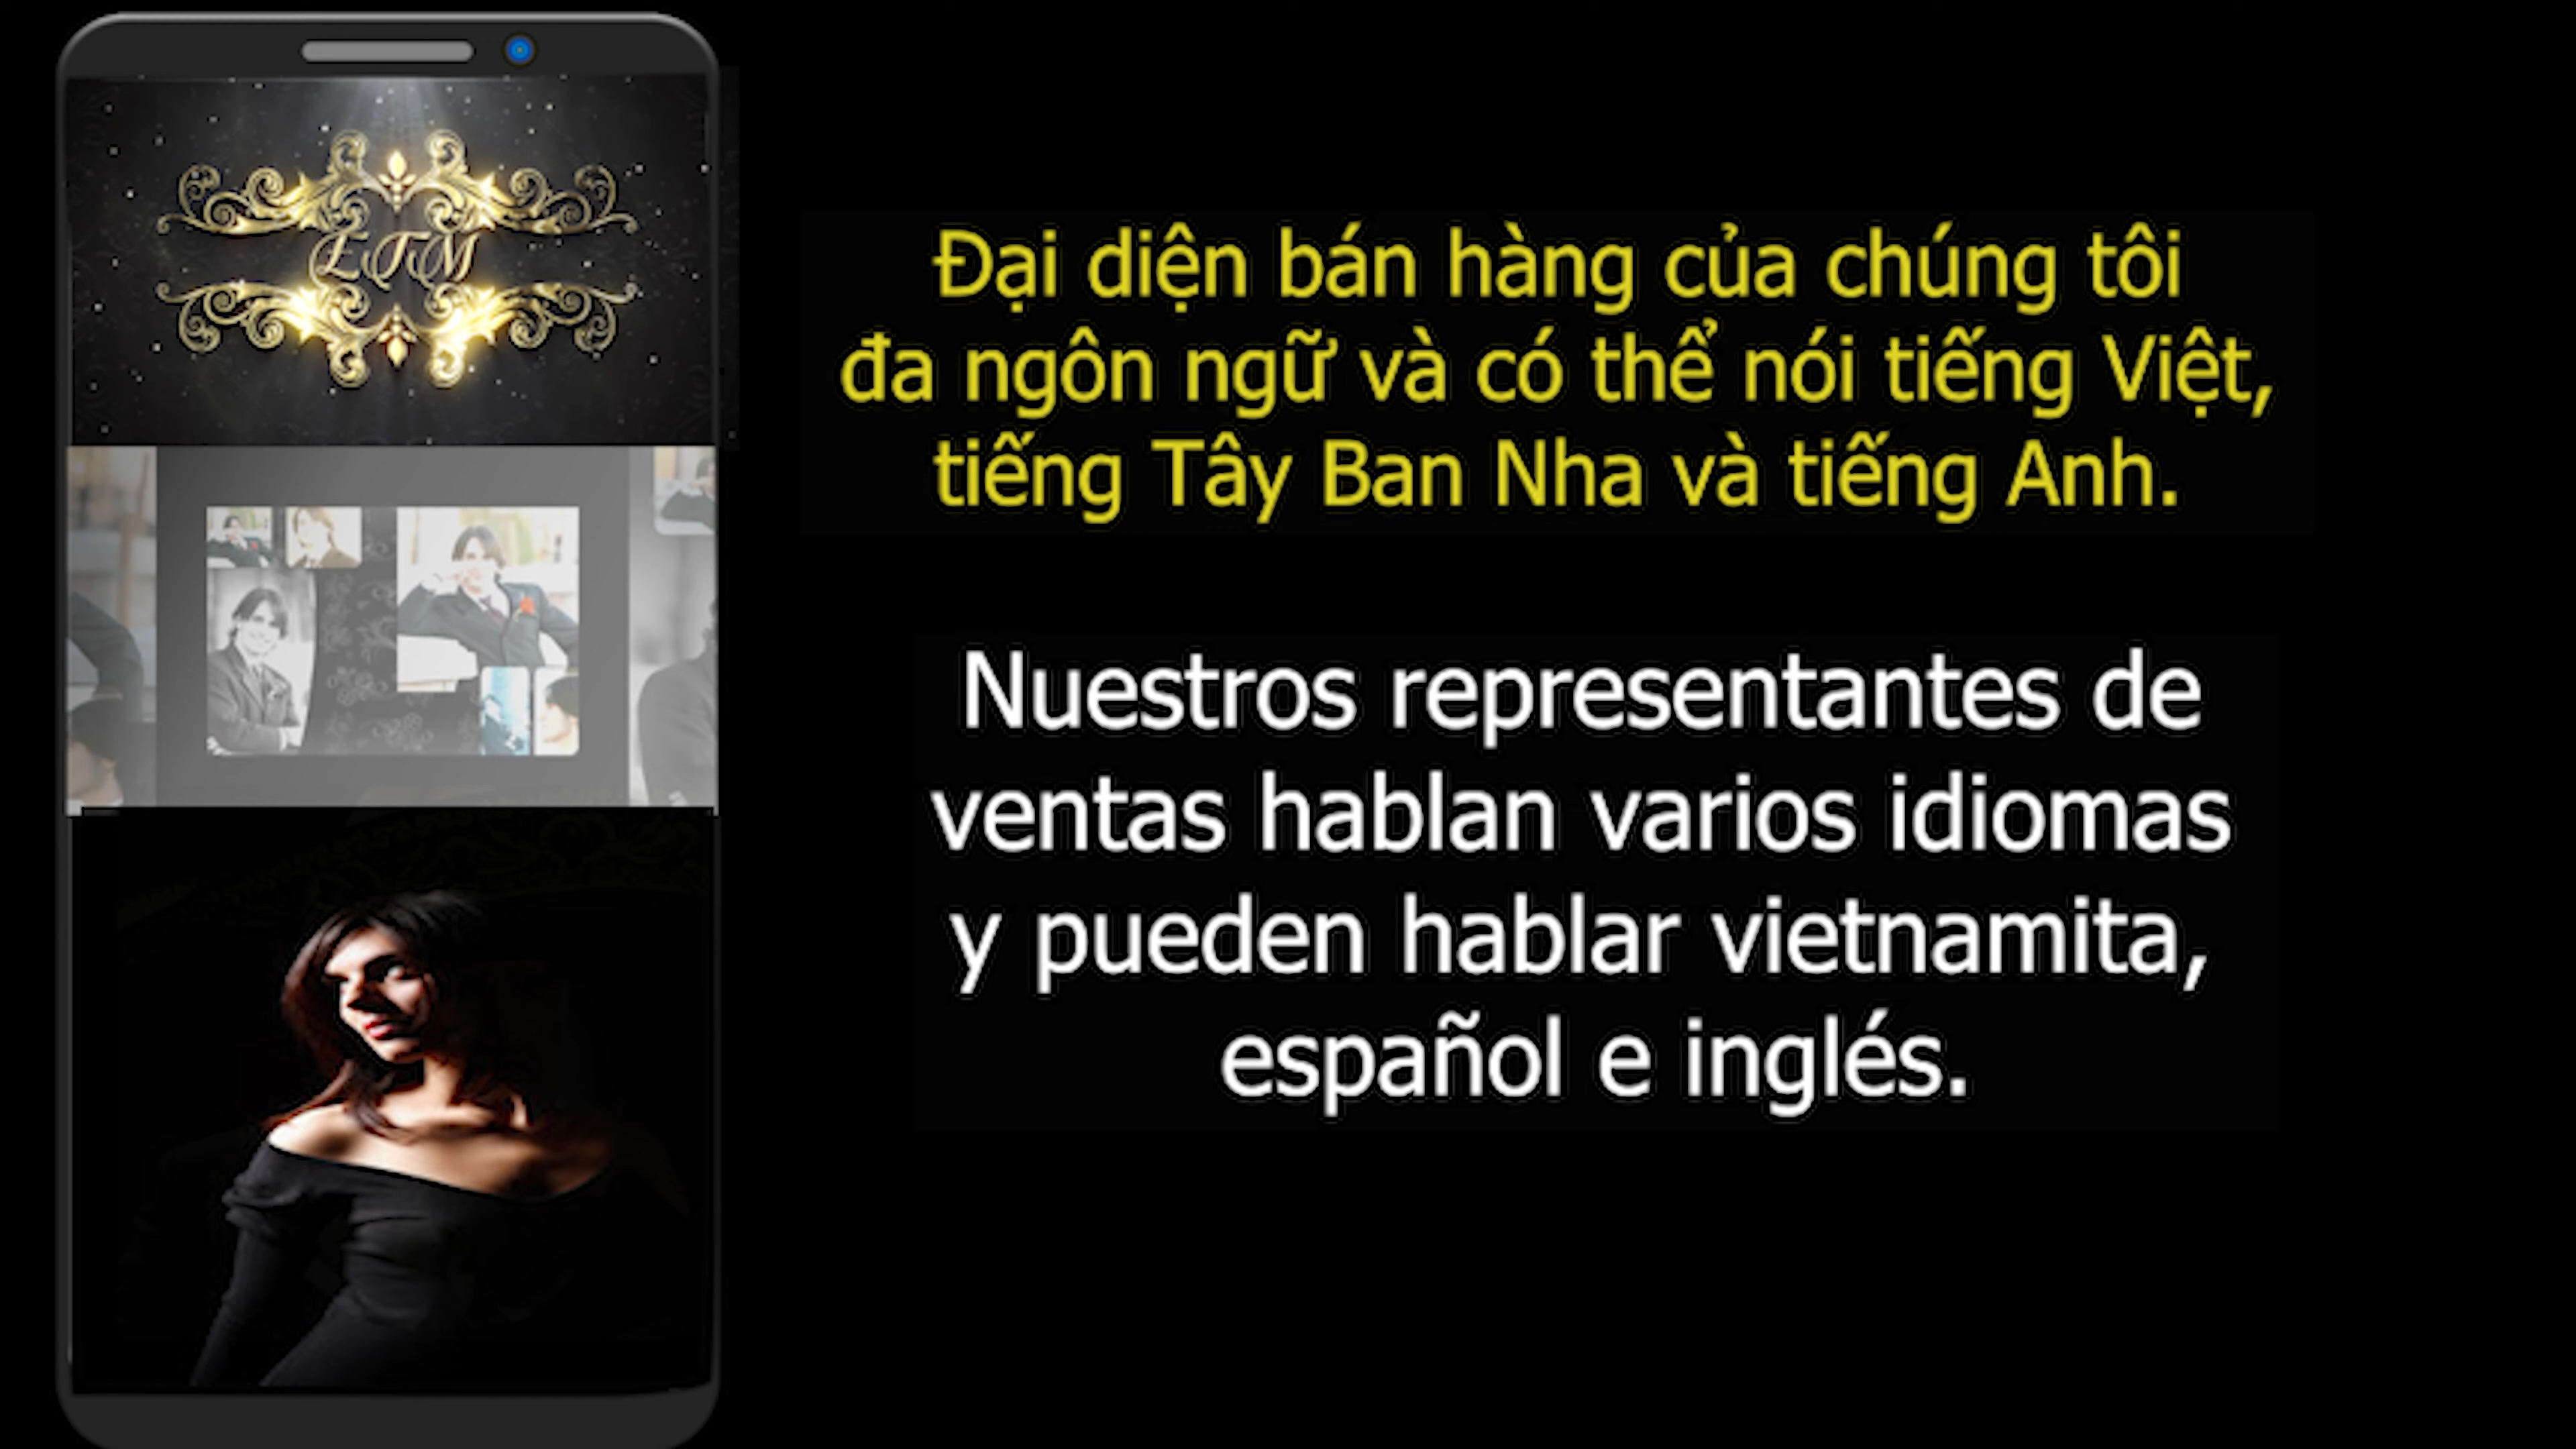 ETM
Đại diện bán hàng của chúng tôi
đa ngôn ngữ và có thể nói tiếng Việt,
tiếng Tây Ban Nha và tiếng Anh.
Nuestros representantes de
ventas hablan varios idiomas
y pueden hablar vietnamita,
español e inglés.